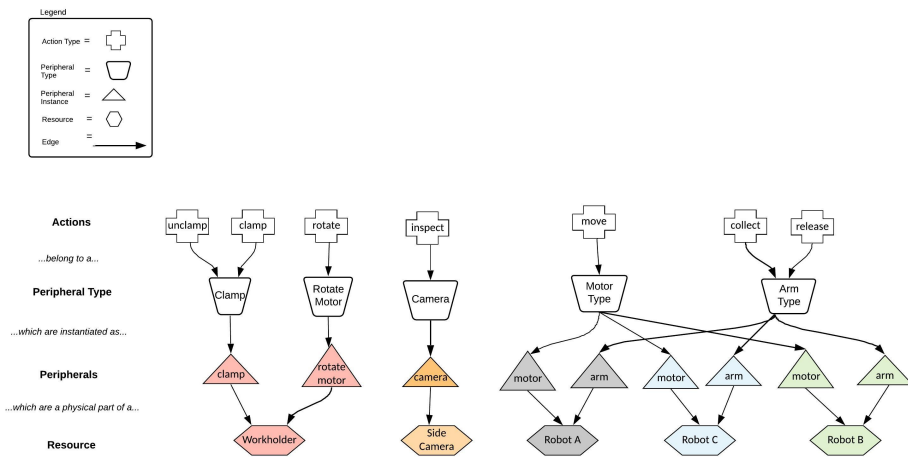 Legend
Action Type =
Peripheral
Type =
Peripheral
Instance =
Resource =
Edge =
Actions
unclamp clamp rotate inspect move collect release
...belong to a...
Peripheral Type
Clamp
Rotate
Motor
Camera
Motor
Type
Arm
Type
...which are instantiated as...
Peripherals
clamp
rotate
motor
camera
motor arm motor arm motor arm
...which are a physical part of a...
Resource
Workholder
Side
Camera
Robot A Robot C Robot B